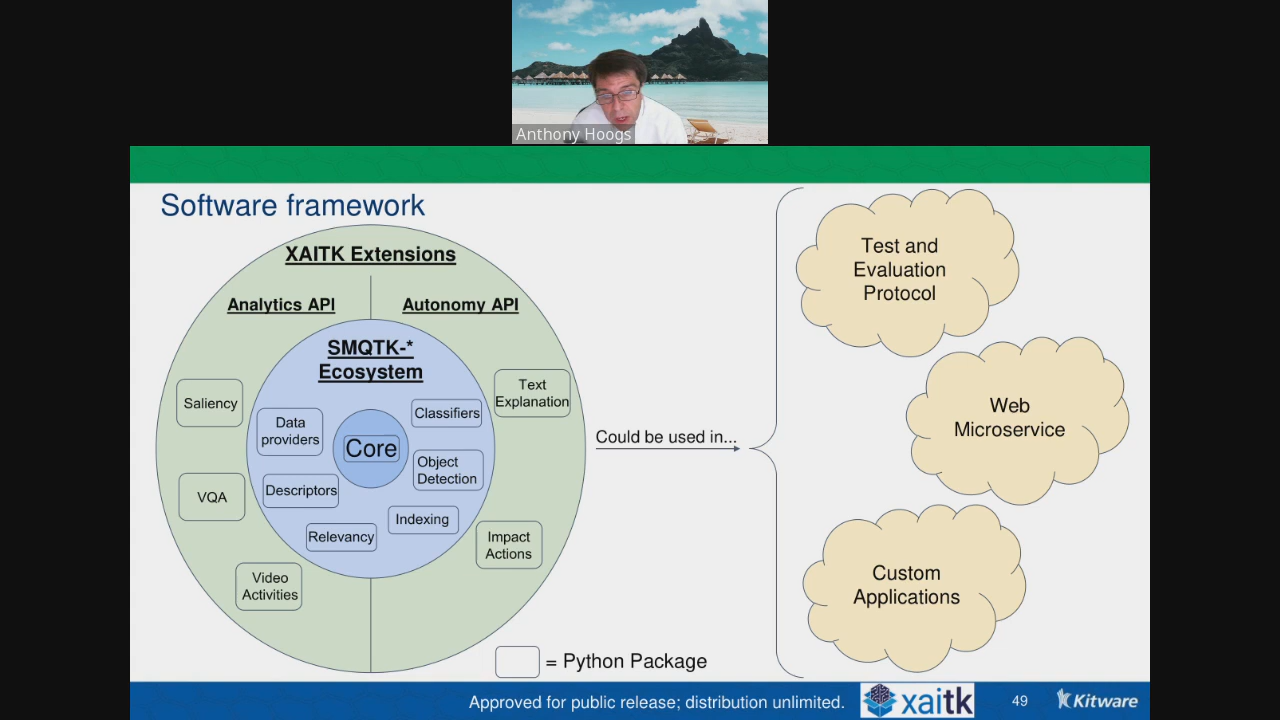 Anthony Hoogs
Software framework
XAITK Extensions
Analytics API
Autonomy API
SMQTK-*
Ecosystem
Saliency
Data
providers
Classifiers
Text
Explanation
Core
Object
Detection
VQA
Descriptors
Indexing
Relevancy
Impact
Actions
Video
Activities
Could be used in...
Test and
Evaluation
Protocol
Web
Microservice
Custom
Applications
= Python Package
Approved for public release; distribution unlimited.
xaitk
49
Kitware